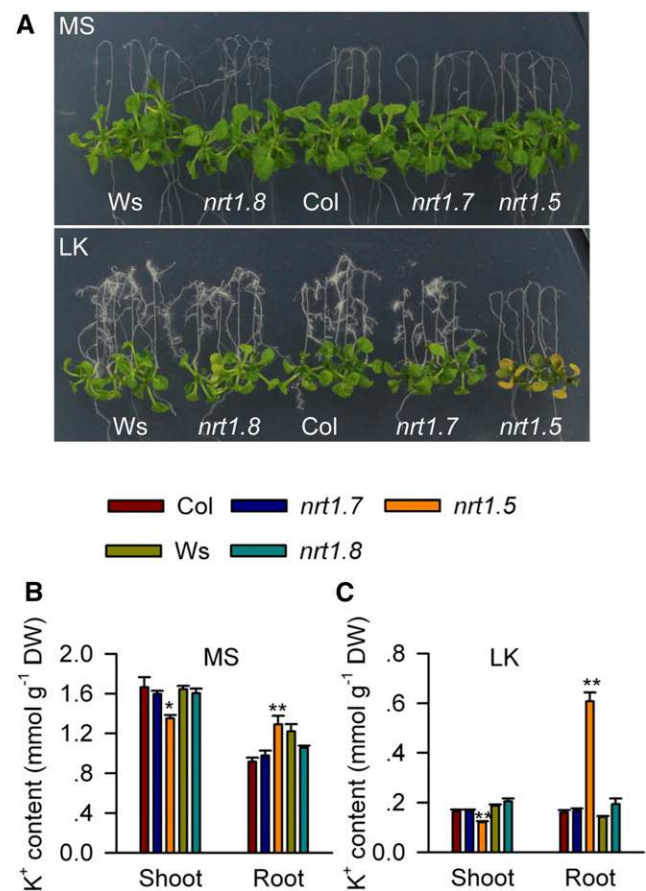 A
MS
Ws nrt1.8 Col nrt1.7 nrt1.5
LK
Ws nrt1.8 Col nrt1.7 nrt1.5
Col nrt1.7 nrt1.5
Ws nrt1.8
B
K⁺ content (mmol g⁻¹ DW)
MS
2.0
1.6
1.2
.8
.4
0.0
*
**
Shoot Root
C
K⁺ content (mmol g⁻¹ DW)
LK
.8
.6
.4
.2
0.0
**
**
Shoot Root